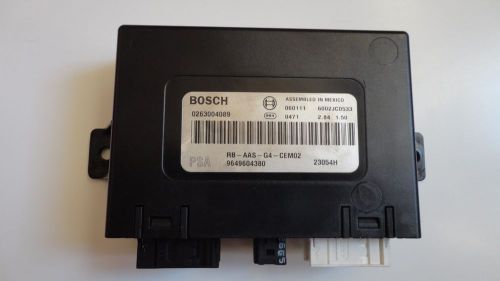 BOSCH
ASSEMBLED IN MEXICO
060111 6002JC0533
0263004089
004 0471 2.84 1.50
RB-AAS-G4-CEM02
PSA 9649604380 23054H